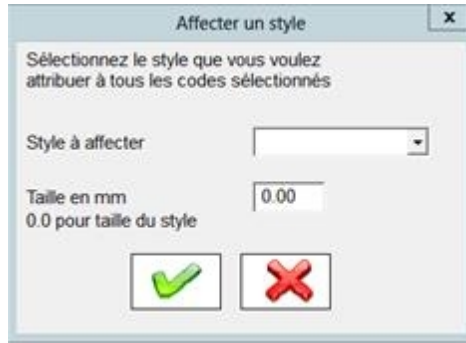 Affecter un style
x
Sélectionnez le style que vous voulez
attribuer à tous les codes sélectionnés
Style à affecter
Taille en mm
0.00
0.0 pour taille du style